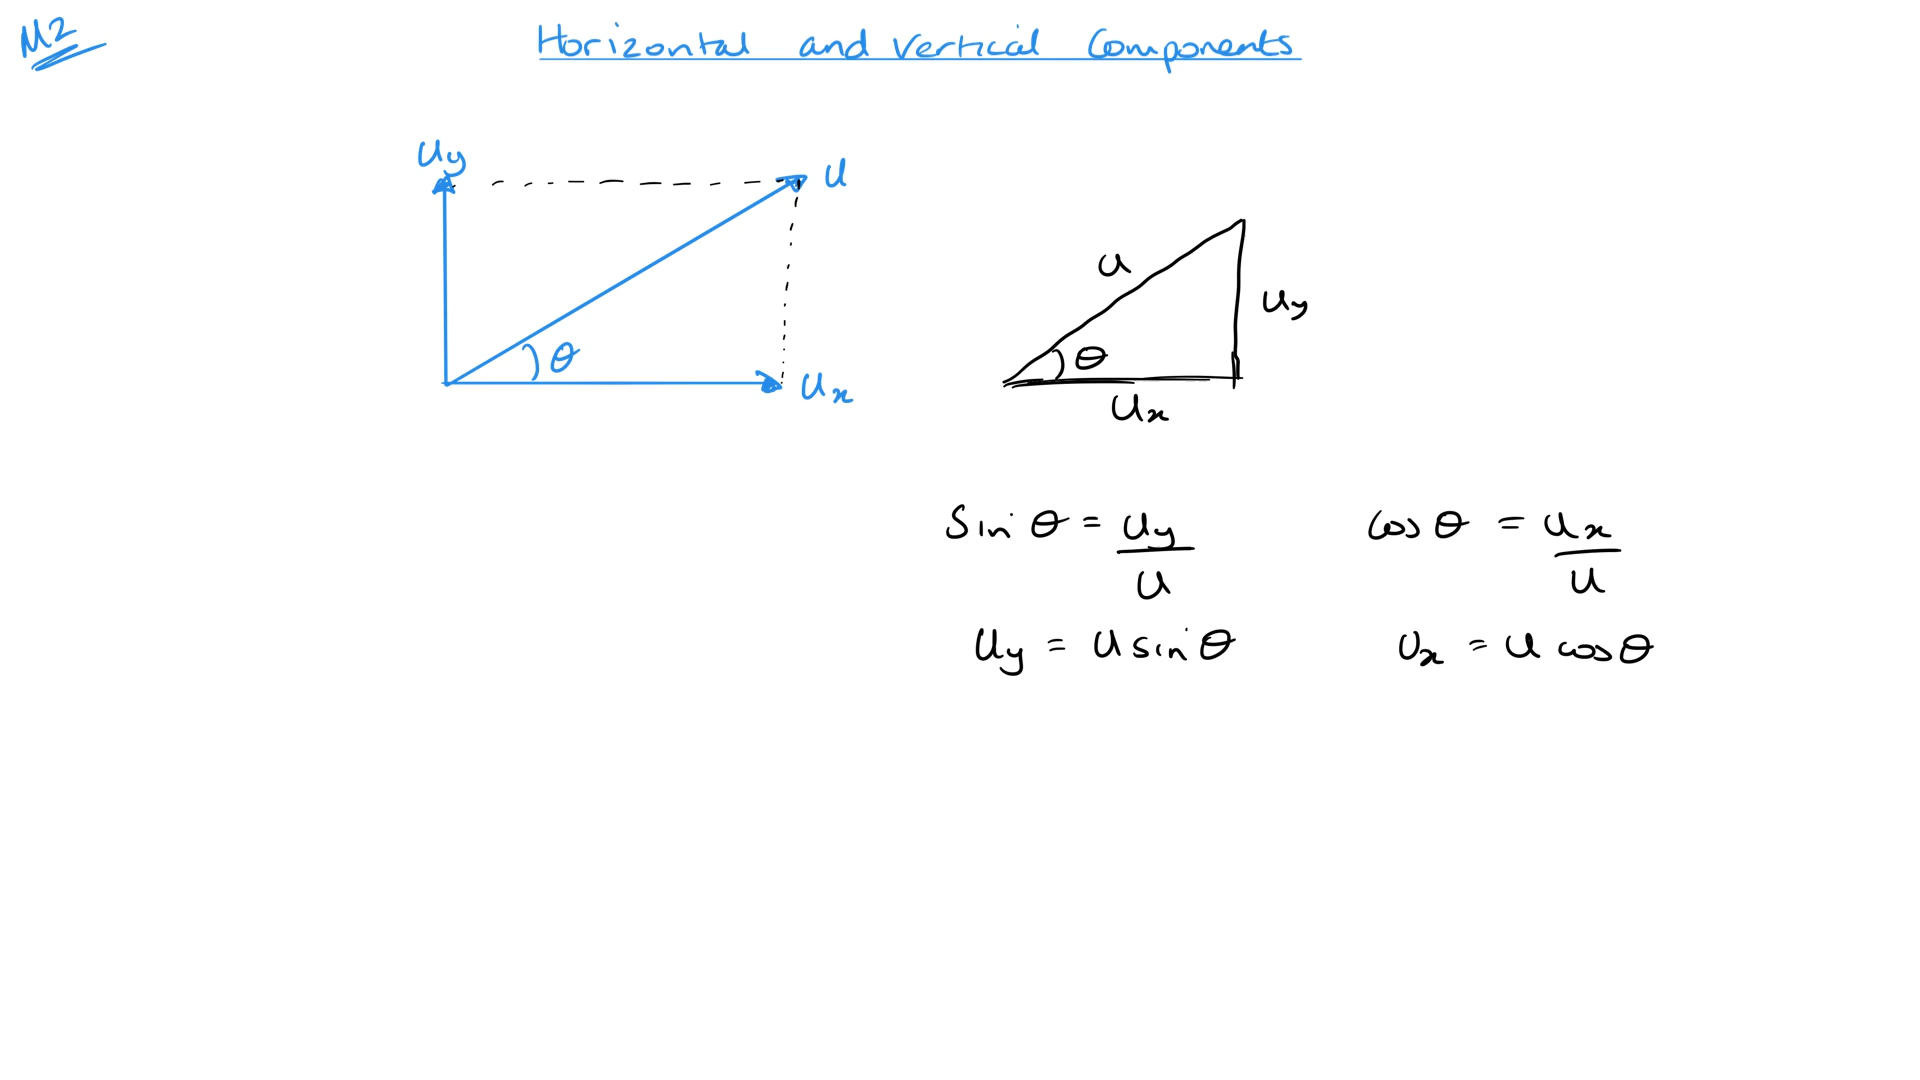 M2
Horizontal and vertical Components
uy
u
θ
ux
u
uy
θ
ux
Sin θ = uy/u
cos θ = ux/u
uy = u sin θ
ux = u cos θ